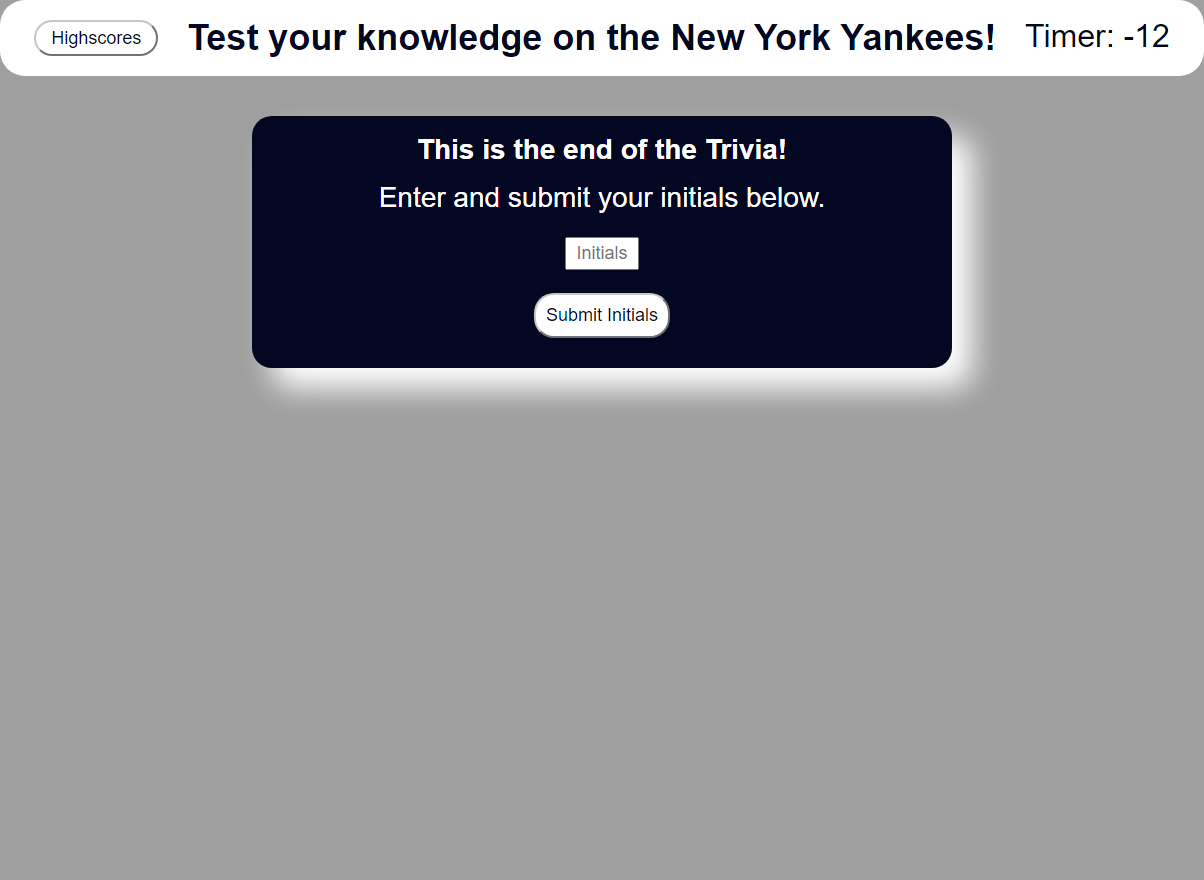 Highscores
Test your knowledge on the New York Yankees!
Timer: -12
This is the end of the Trivia!
Enter and submit your initials below.
Initials
Submit Initials